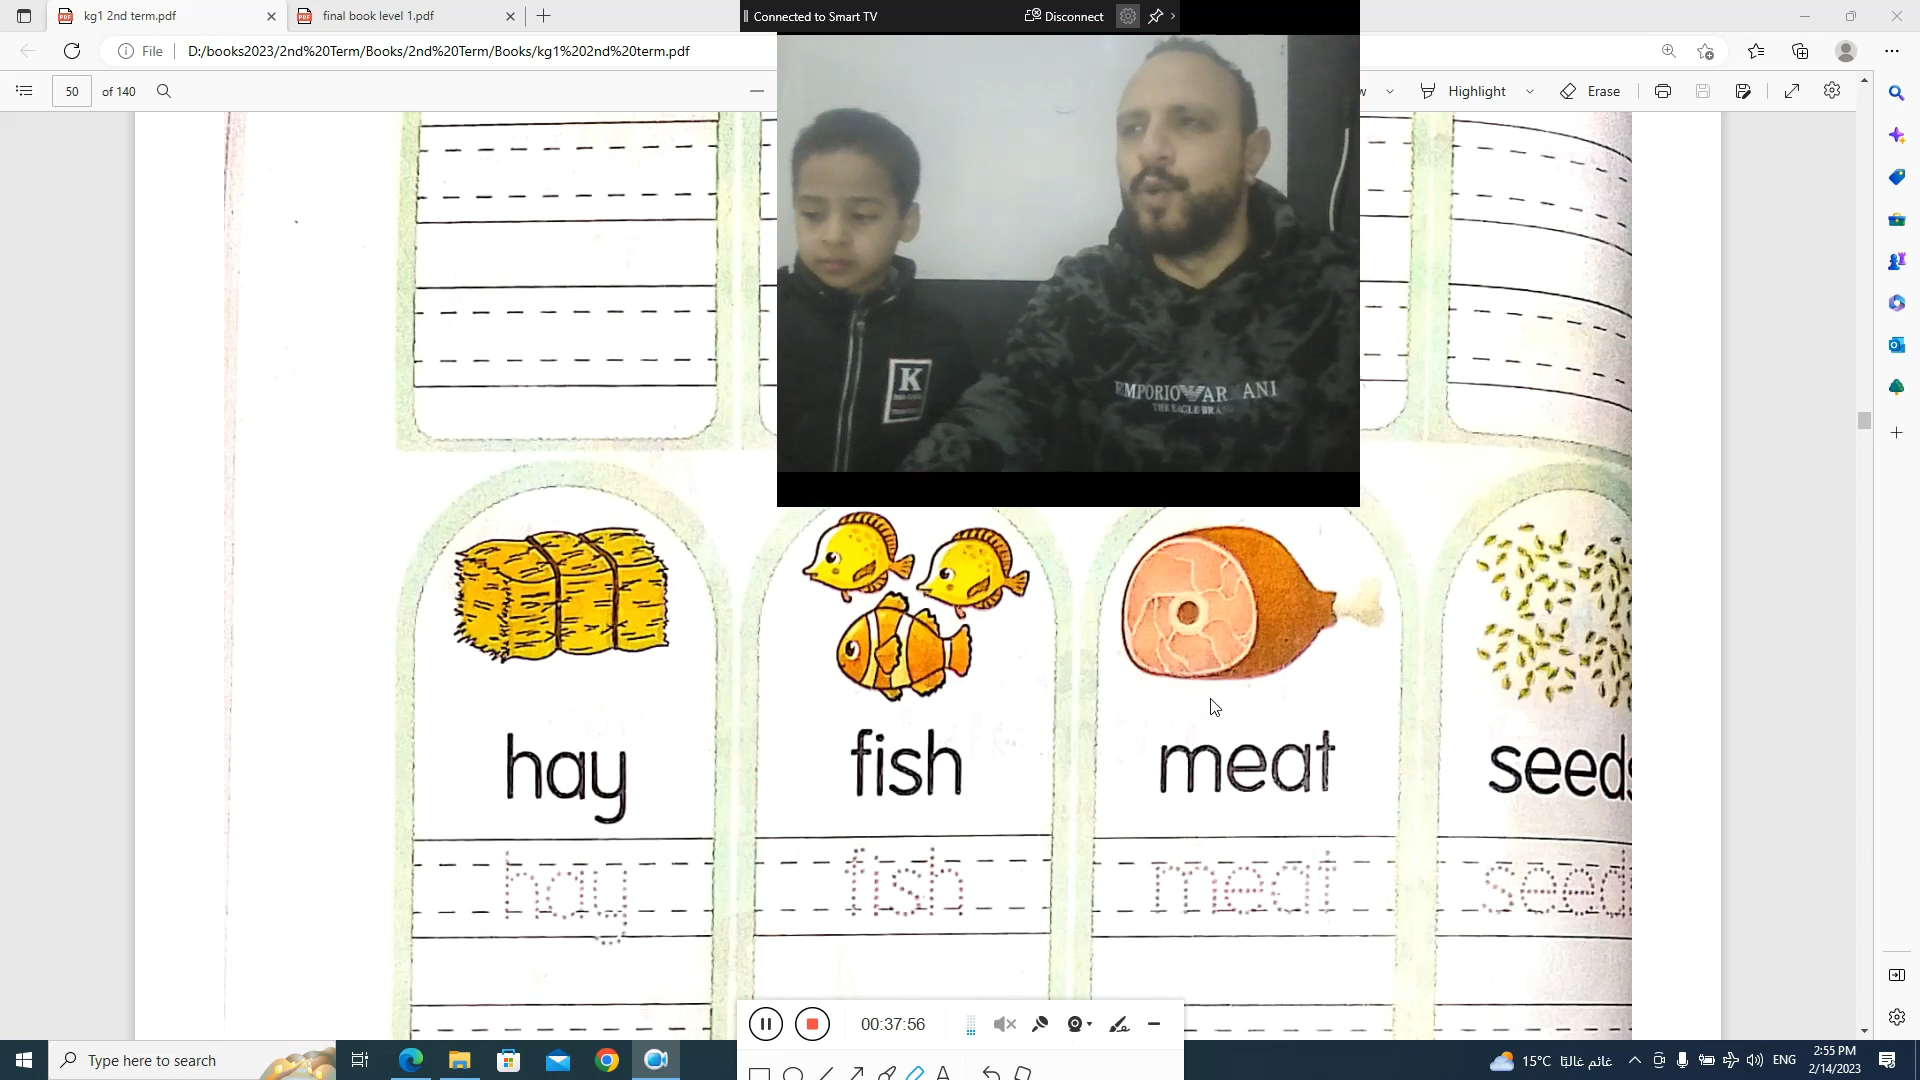 kg1 2nd term.pdf
final book level 1.pdf
Connected to Smart TV
Disconnect
File
D:/books2023/2nd%20Term/Books/2nd%20Term/Books/kg1%202nd%20term.pdf
50
of 140
Highlight
Erase
K
EMPORIO ARMANI
hay
fish
meat
seeds
hay
fish
meat
seed
00:37:56
Type here to search
15°C
غائم غالبًا
ENG
2:55 PM
2/14/2023